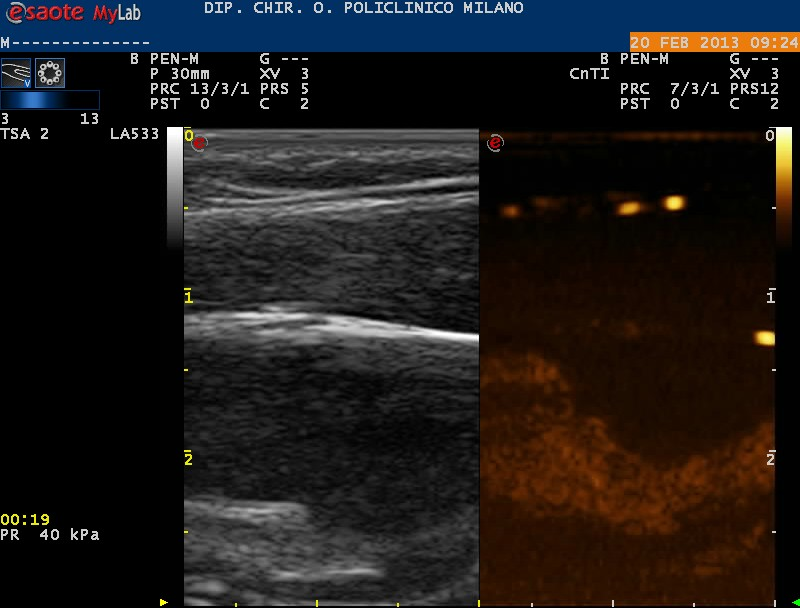 esaote MyLab
DIP. CHIR. O. POLICLINICO MILANO
M-------------
20 FEB 2013 09:24
B PEN-M G ---
P 30mm XV 3
PRC 13/3/1 PRS 5
PST 0 C 2
B PEN-M G ---
CnTI XV 3
PRC 7/3/1 PRS12
PST 0 C 2
V
3 13
TSA 2 LA533
0
e
e
0
1
1
2
2
00:19
PR 40 kPa